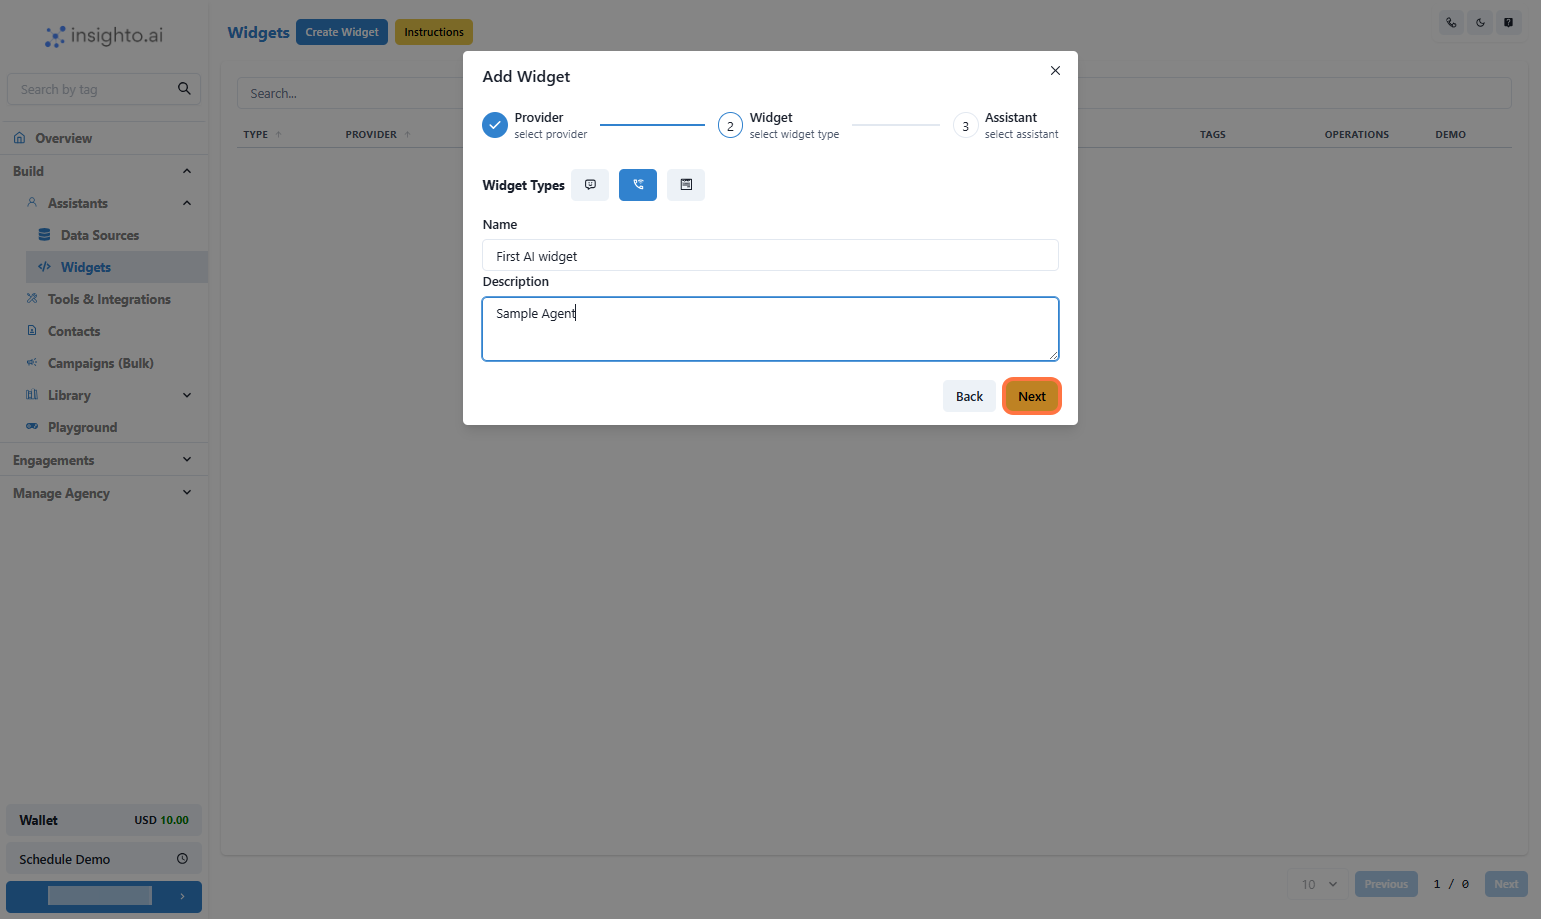 insighto.ai
Search by tag
Overview
Build
Assistants
Data Sources
Widgets
Tools & Integrations
Contacts
Campaigns (Bulk)
Library
Playground
Engagements
Manage Agency
Wallet USD 10.00
Schedule Demo
Widgets Create Widget Instructions
Search...
TYPE PROVIDER TAGS OPERATIONS DEMO
Add Widget
Provider
select provider
2
Widget
select widget type
3
Assistant
select assistant
Widget Types
Name
First AI widget
Description
Sample Agent
Back Next
10 Previous 1 / 0 Next